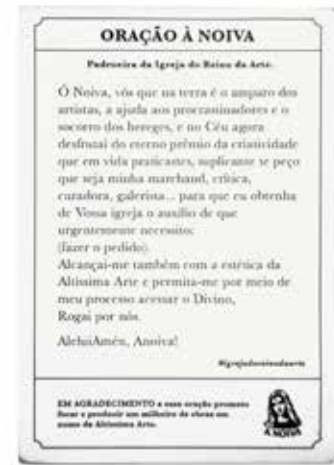 ORAÇÃO À NOIVA
Padroeira da Igreja do Reino da Arte.
Ó Noiva, vós que na terra é o amparo dos
artistas, a ajuda aos procrastinadores e o
socorro dos hereges, e no Céu agora
desfrutai do eterno prêmio da criatividade
que em vida praticastes, suplicante te peço
que seja minha marchand, crítica,
curadora, galerista... para que eu obtenha
de Vossa igreja o auxílio de que
urgentemente necessito:
(fazer o pedido).
Alcançai-me também com a estética da
Altíssima Arte e permita-me por meio de
meu processo acessar o Divino,
Rogai por nós.
AleluiAmén, Anoiva!
#igrejadoreinodaarte
EM AGRADECIMENTO a essa oração prometo
focar e produzir um milheiro de obras em
nome da Altíssima Arte.
A NOIVA